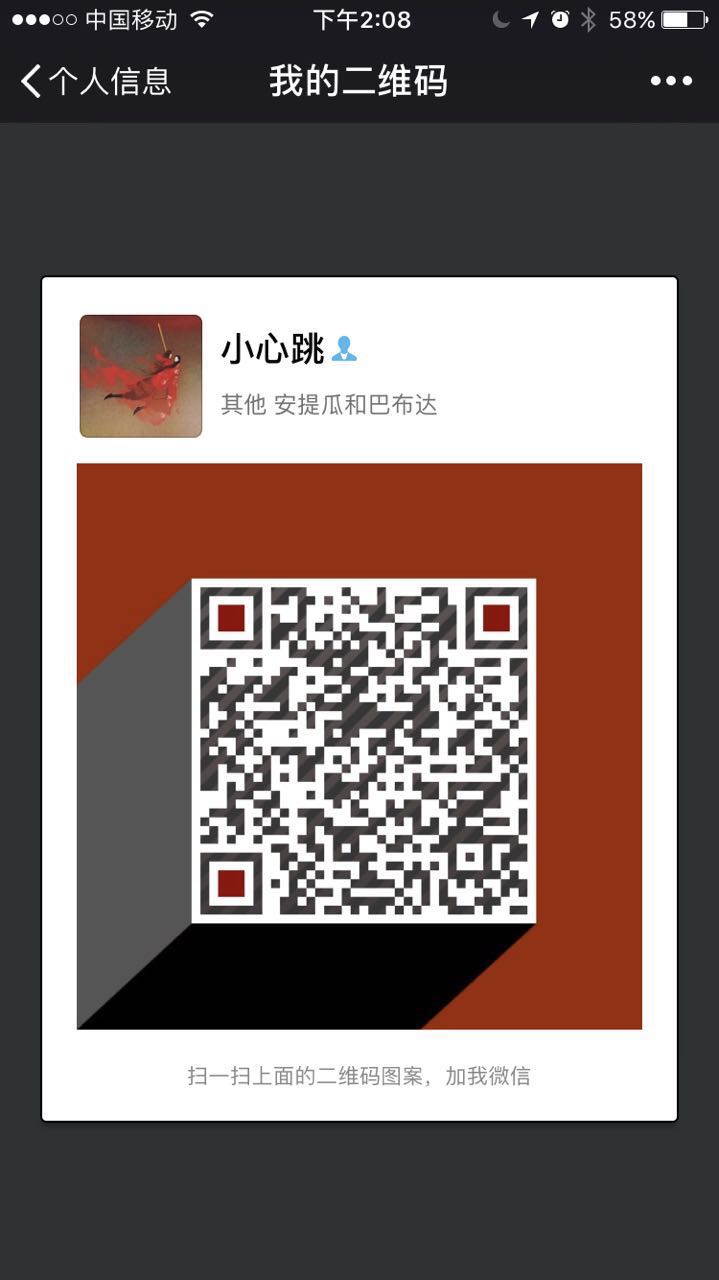 中国移动 下午2:08 58%
个人信息 我的二维码
小心跳
其他 安提瓜和巴布达
扫一扫上面的二维码图案，加我微信